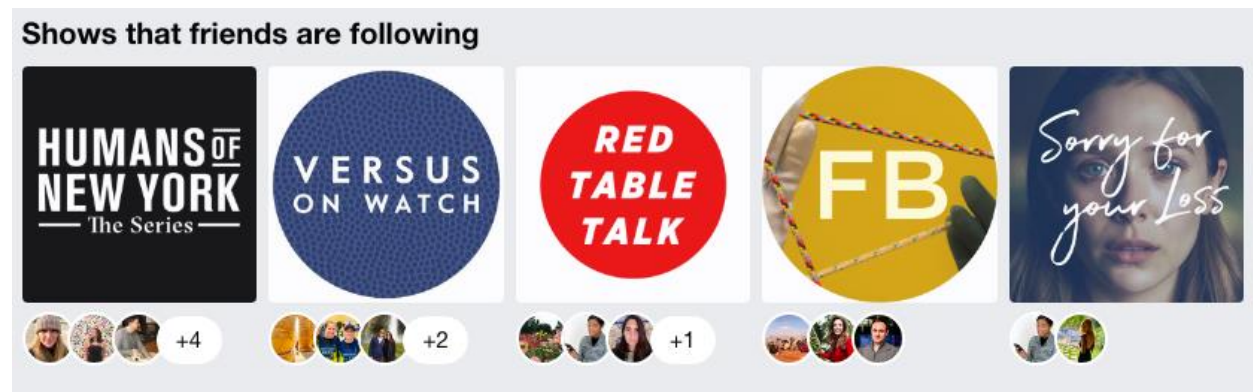 Shows that friends are following
HUMANS OF
NEW YORK
The Series
VERSUS
ON WATCH
RED
TABLE
TALK
FB
Sorry for
your Loss
+4
+2
+1